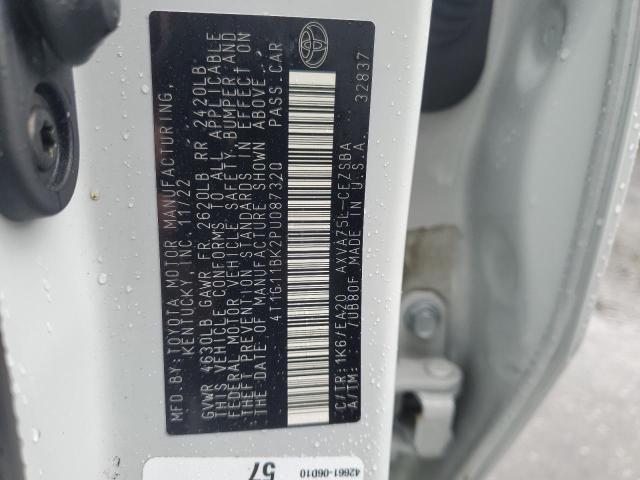 MFD.BY:TOYOTA MOTOR MANUFACTURING,
KENTUCKY, INC. 11/22
GVWR 4630LB GAWR FR 2620LB RR 2420LB
THIS VEHICLE CONFORMS TO ALL APPLICABLE
FEDERAL MOTOR VEHICLE SAFETY, BUMPER AND
THEFT PREVENTION STANDARDS IN EFFECT ON
THE DATE OF MANUFACTURE SHOWN ABOVE.
4T1G11BK2PU087320 PASS. CAR
C/TR:1K6/EA20 AXVA75L-CEZSBA
A/TM: /UB80F MADE IN U.S.A. 32837
42661-06D10
57